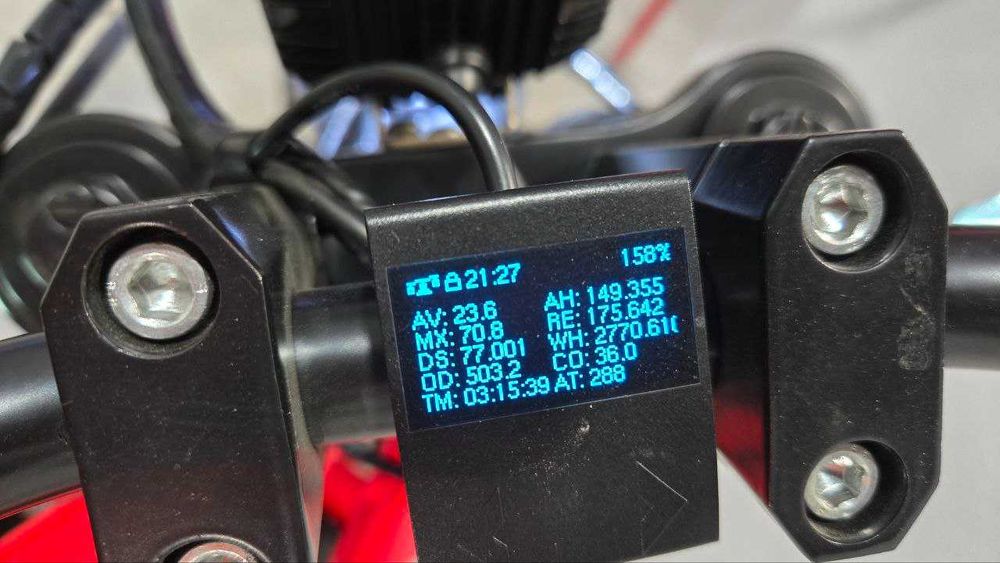 21:27 158%
AV: 23.6 AH: 149.355
MX: 70.8 RE: 175.642
DS: 77.001 WH: 2770.61
OD: 503.2 CO: 36.0
TM: 03:15:39 AT: 288